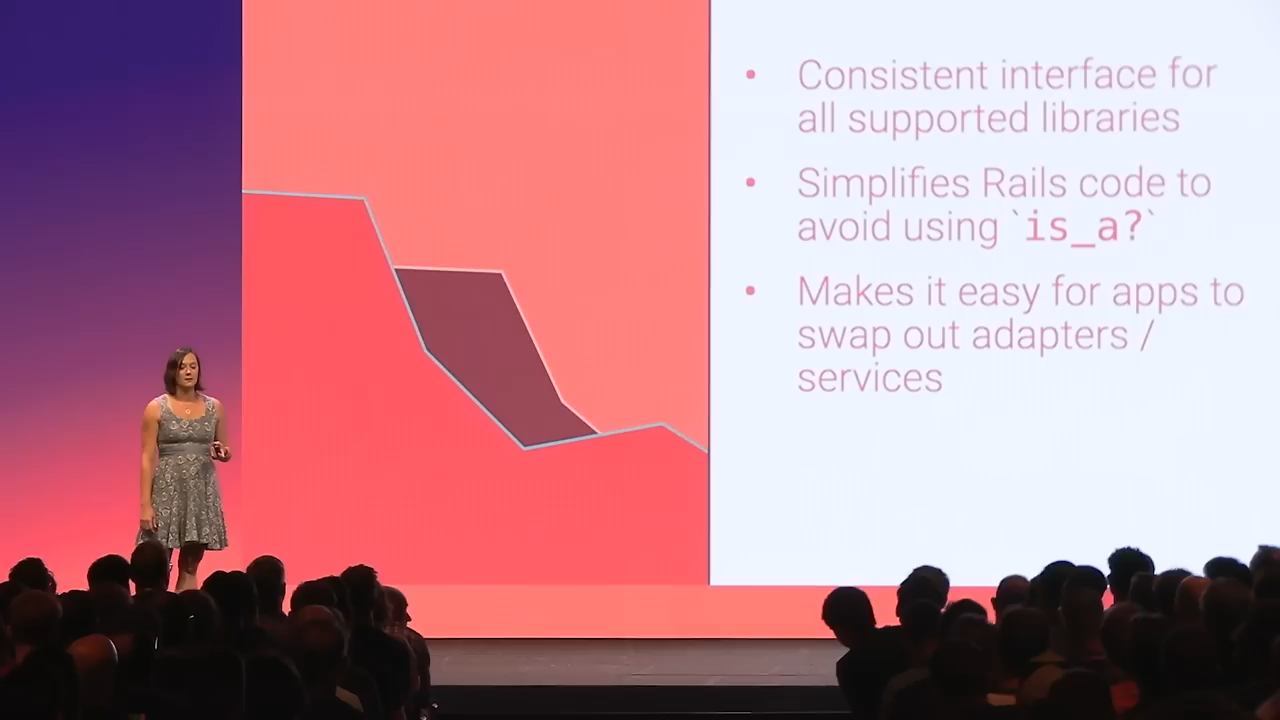 • Consistent interface for
all supported libraries
• Simplifies Rails code to
avoid using `is_a?`
• Makes it easy for apps to
swap out adapters /
services